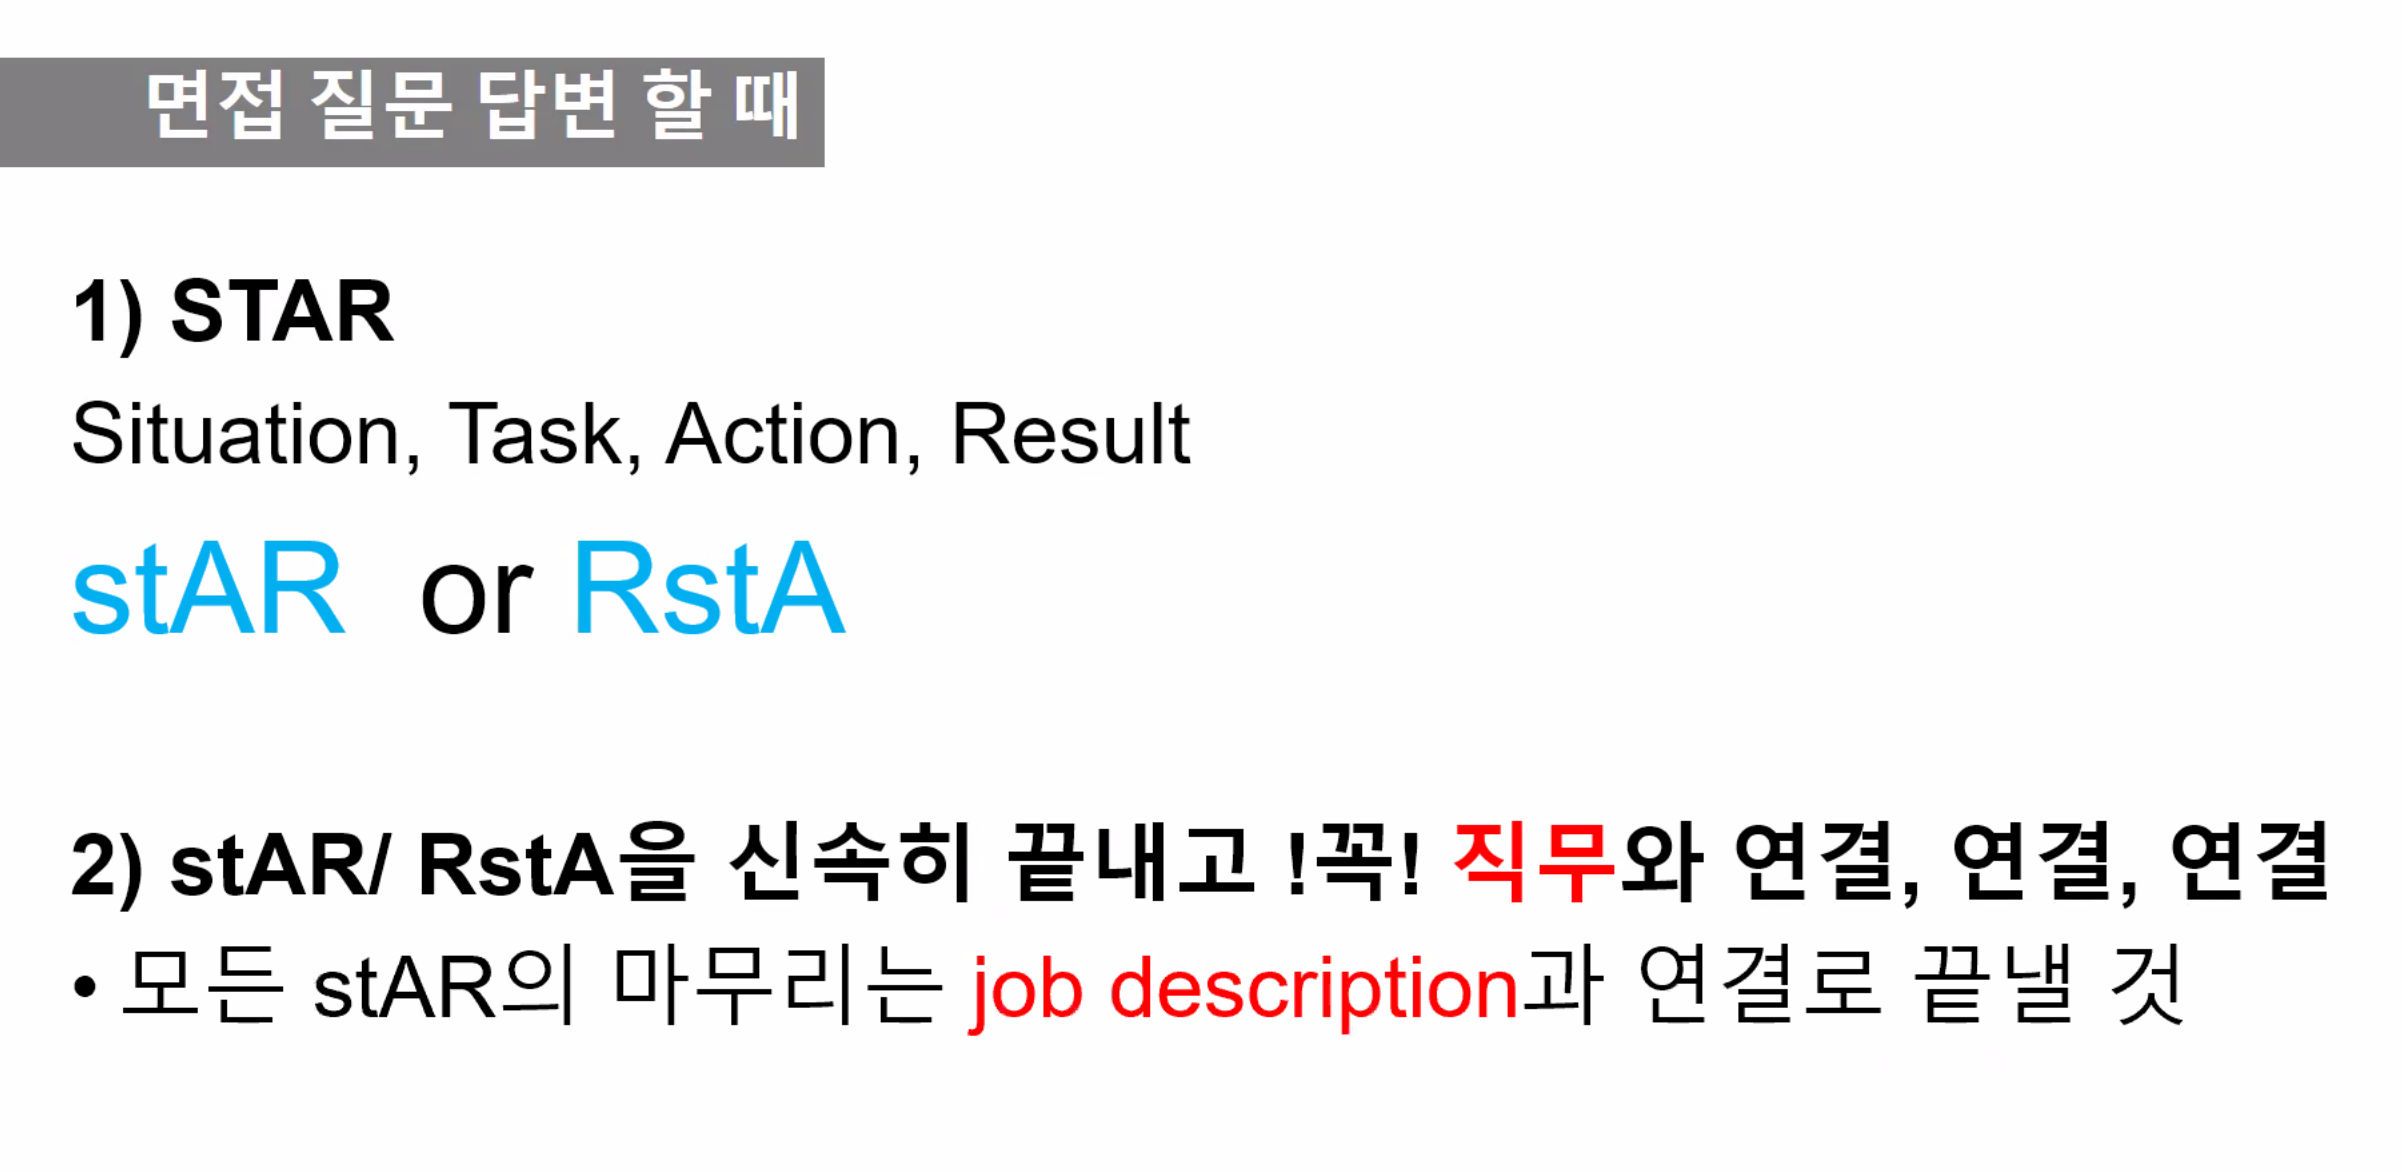 면접 질문 답변 할 때
1) STAR
Situation, Task, Action, Result
stAR or RstA
2) stAR/ RstA을 신속히 끝내고 !꼭! 직무와 연결, 연결, 연결
• 모든 stAR의 마무리는 job description과 연결로 끝낼 것